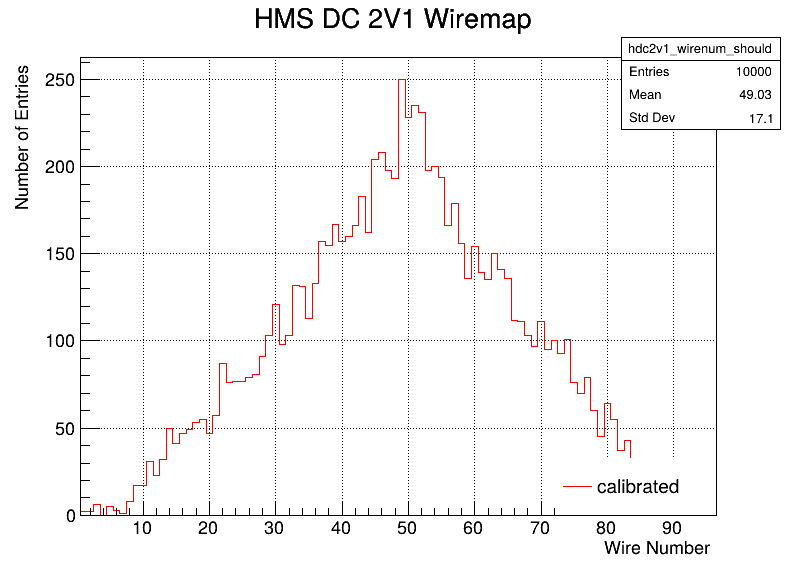 HMS DC 2V1 Wiremap
hdc2v1_wirenum_should
Entries 10000
Mean 49.03
Std Dev 17.1
Number of Entries
250
200
150
100
50
0
10 20 30 40 50 60 70 80 90
Wire Number
calibrated